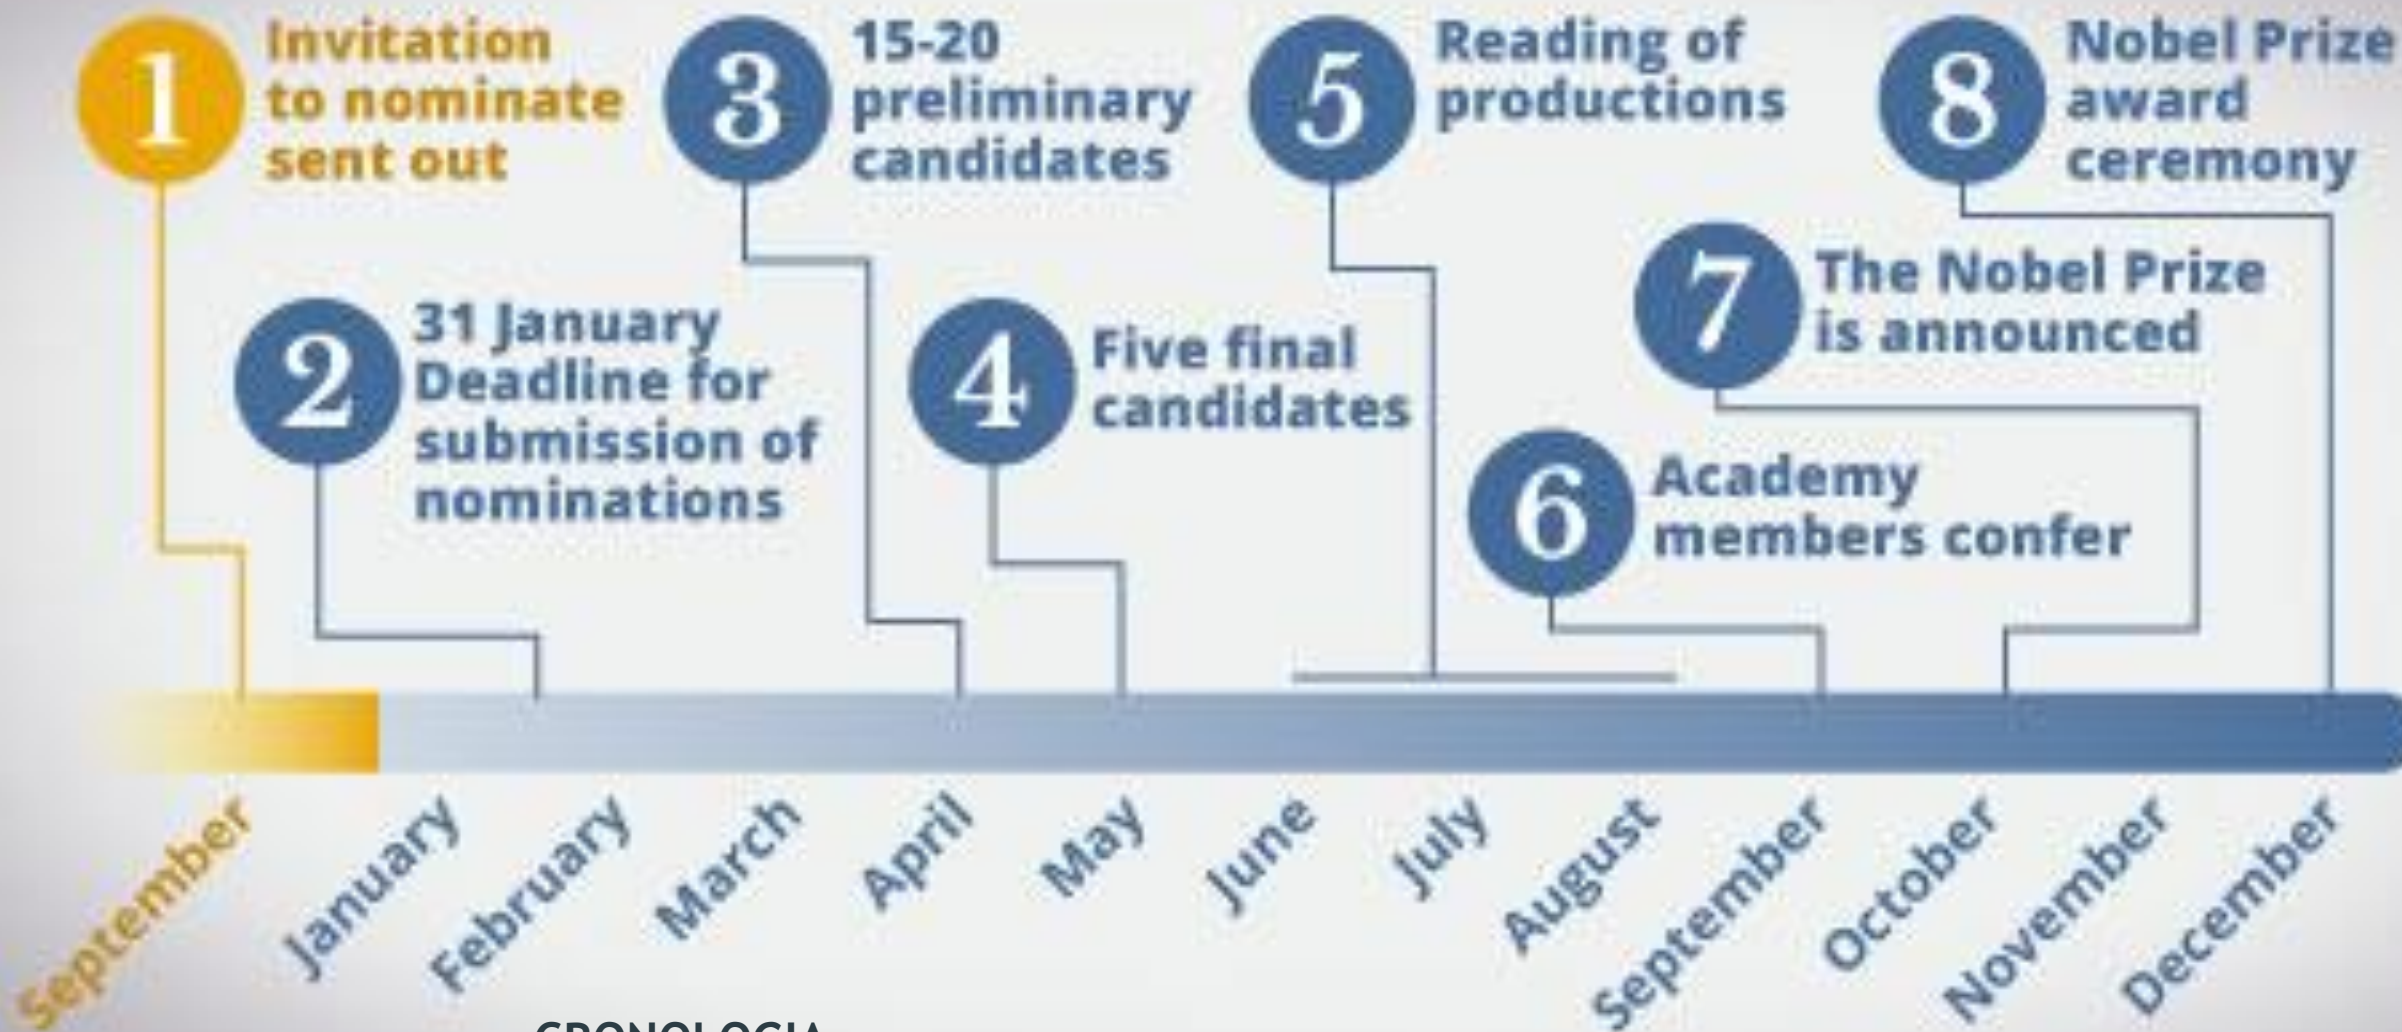 1
Invitation
to nominate
sent out
2
31 January
Deadline for
submission of
nominations
3
15-20
preliminary
candidates
4
Five final
candidates
5
Reading of
productions
6
Academy
members confer
7
The Nobel Prize
is announced
8
Nobel Prize
award
ceremony
September
January
February
March
April
May
June
July
August
September
October
November
December
CRONOLOGIA